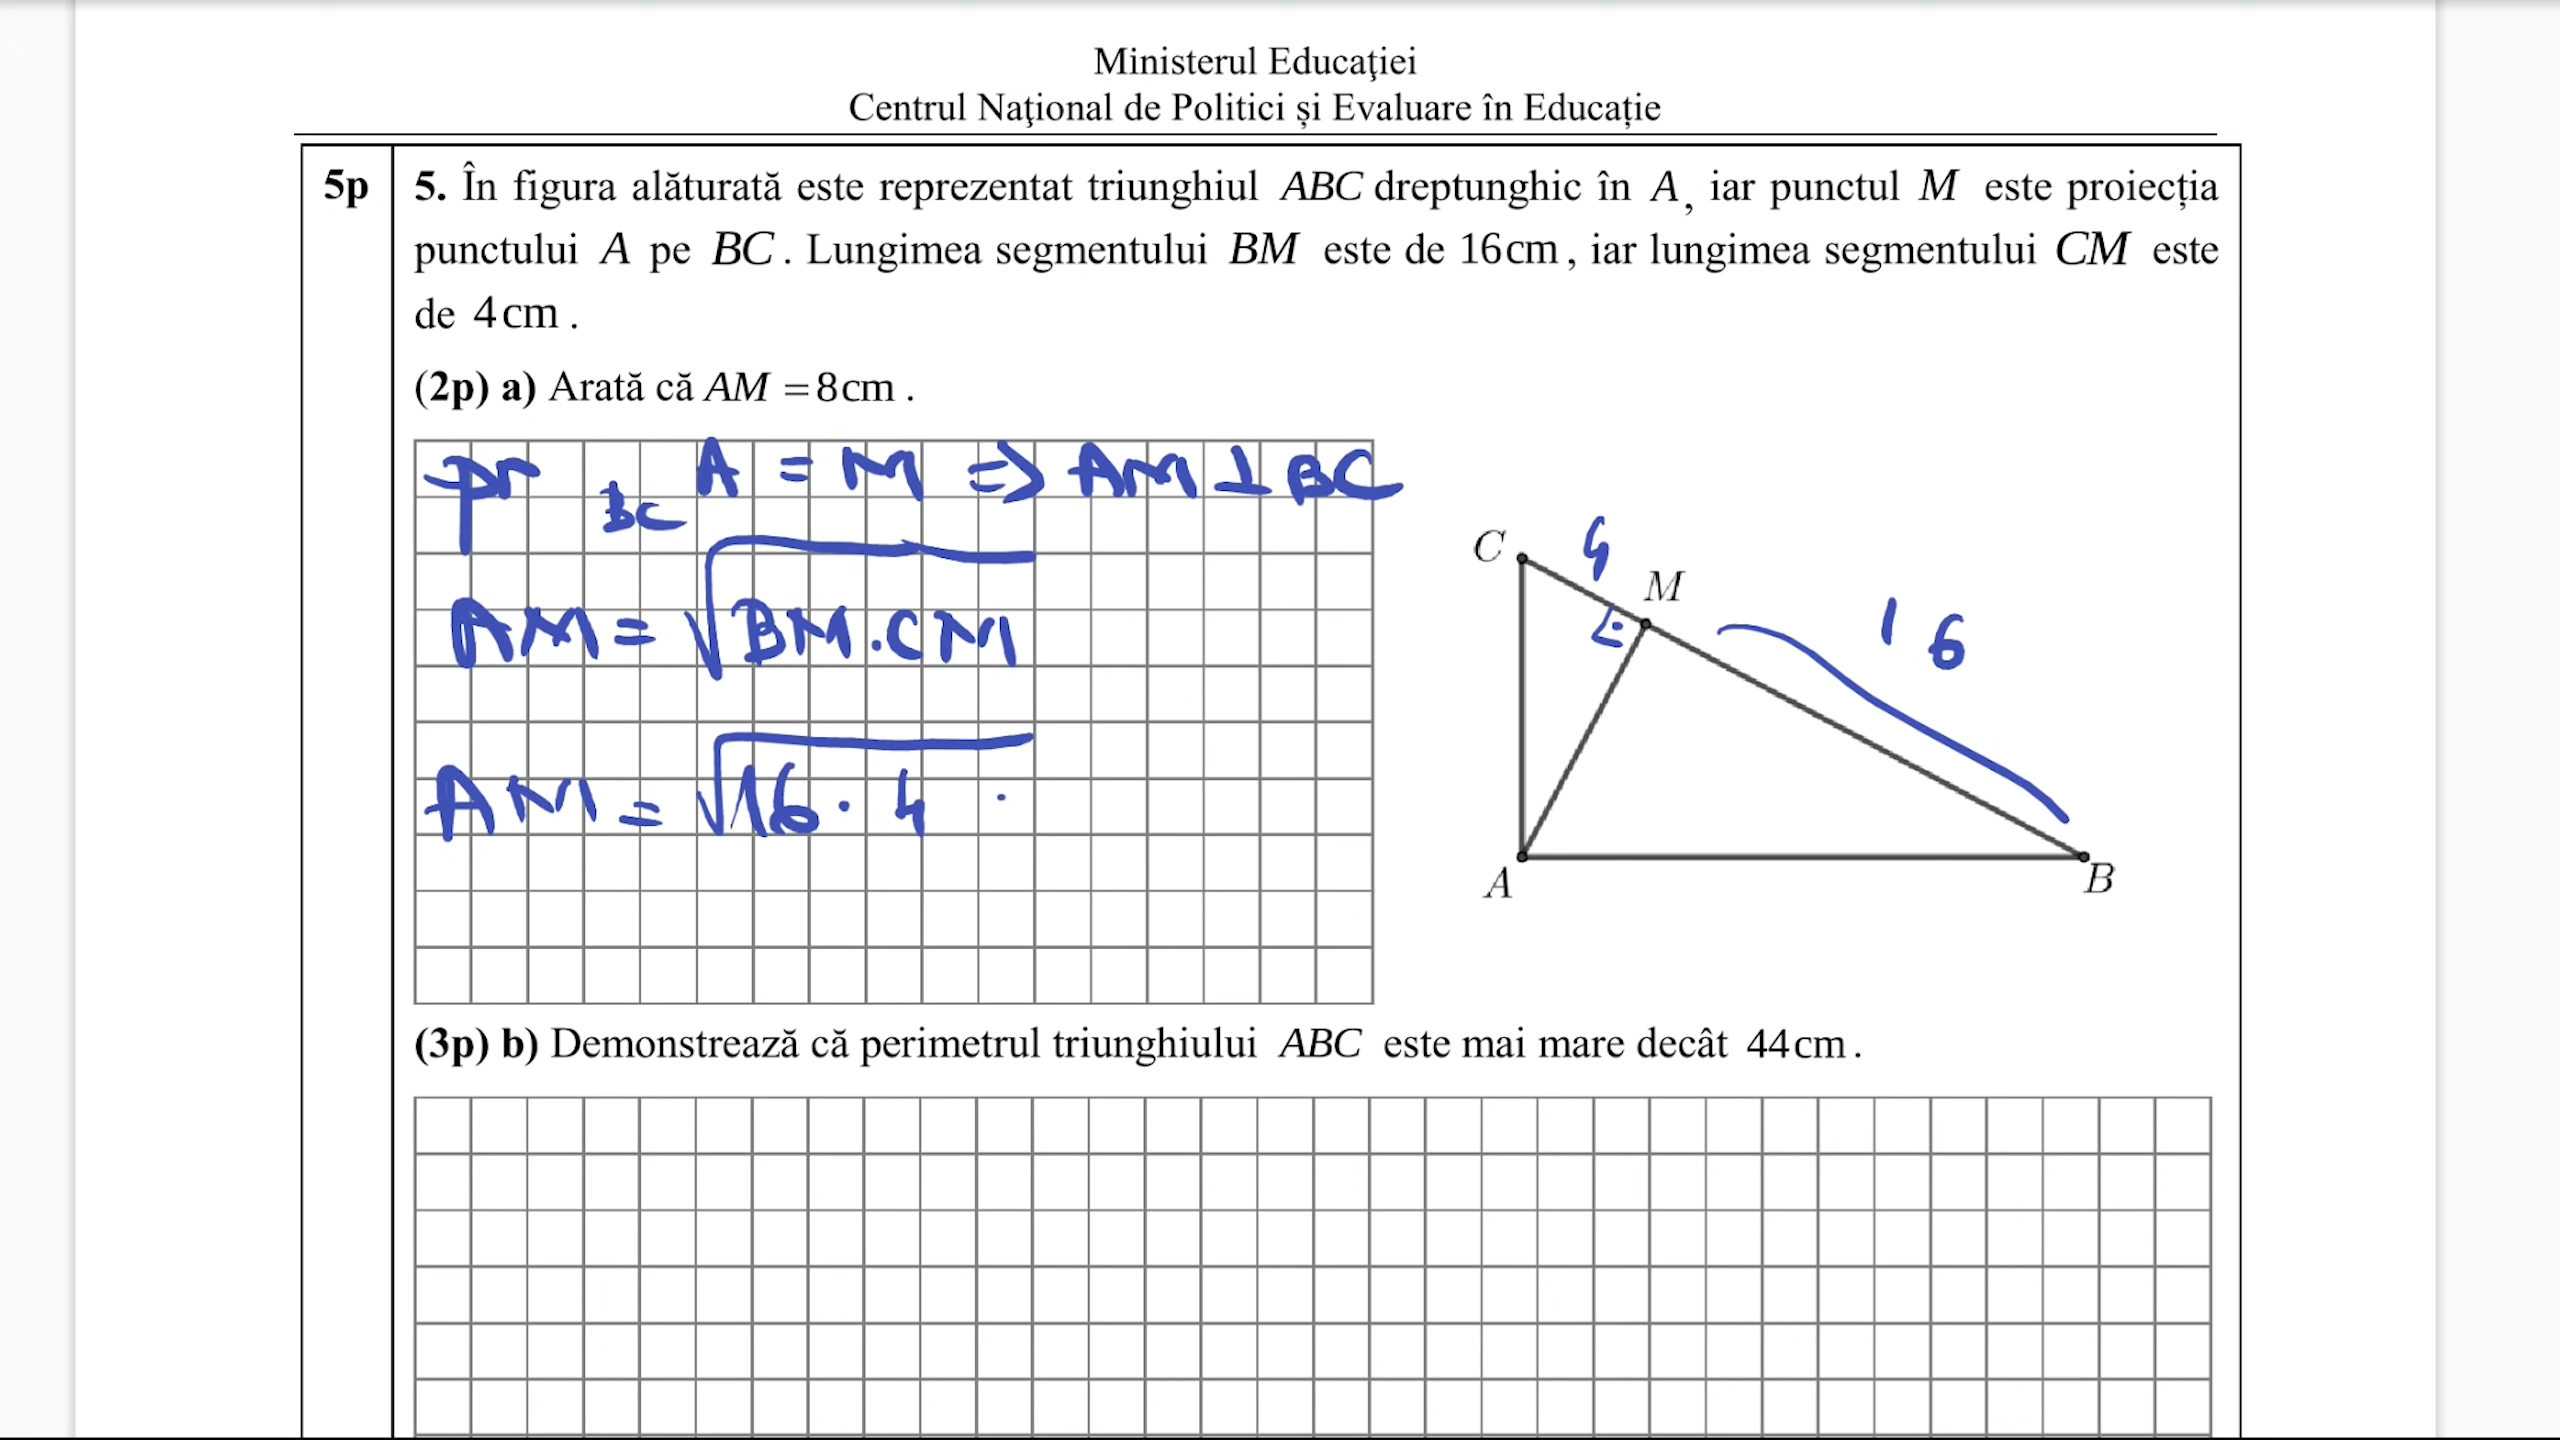 Ministerul Educaţiei
Centrul Naţional de Politici și Evaluare în Educație
5p
5. În figura alăturată este reprezentat triunghiul ABC dreptunghic în A, iar punctul M este proiecția
punctului A pe BC. Lungimea segmentului BM este de 16cm, iar lungimea segmentului CM este
de 4cm.
(2p) a) Arată că AM = 8cm.
pr BC A = M => AM ⊥ BC
AM = √BM.CM
AM = √16 · 4 ·
C
4
M
16
A
B
(3p) b) Demonstrează că perimetrul triunghiului ABC este mai mare decât 44cm.